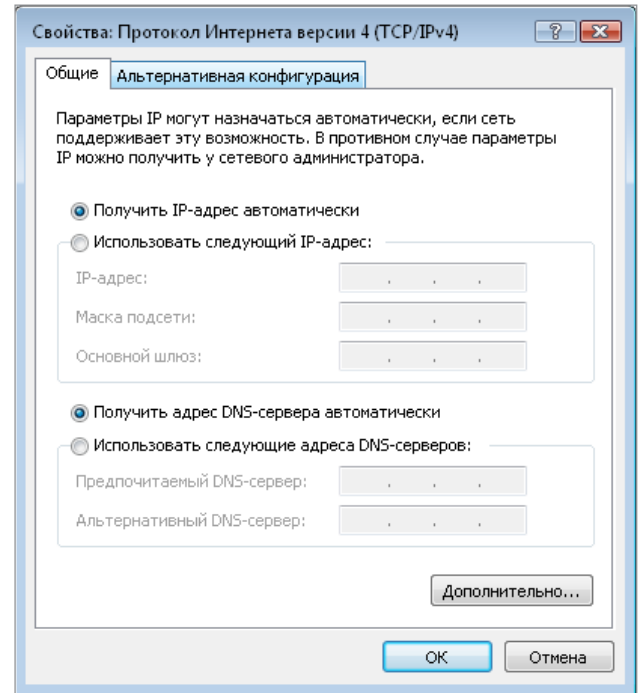 Свойства: Протокол Интернета версии 4 (TCP/IPv4)
Общие
Альтернативная конфигурация
Параметры IP могут назначаться автоматически, если сеть
поддерживает эту возможность. В противном случае параметры
IP можно получить у сетевого администратора.
Получить IP-адрес автоматически
Использовать следующий IP-адрес:
IP-адрес:
Маска подсети:
Основной шлюз:
Получить адрес DNS-сервера автоматически
Использовать следующие адреса DNS-серверов:
Предпочитаемый DNS-сервер:
Альтернативный DNS-сервер:
Дополнительно...
ОК
Отмена